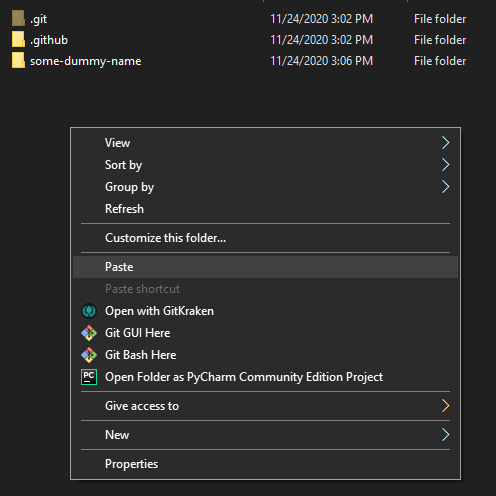 .git 11/24/2020 3:02 PM File folder
.github 11/24/2020 3:02 PM File folder
some-dummy-name 11/24/2020 3:06 PM File folder
View
Sort by
Group by
Refresh
Customize this folder...
Paste
Paste shortcut
Open with GitKraken
Git GUI Here
Git Bash Here
PC Open Folder as PyCharm Community Edition Project
Give access to
New
Properties